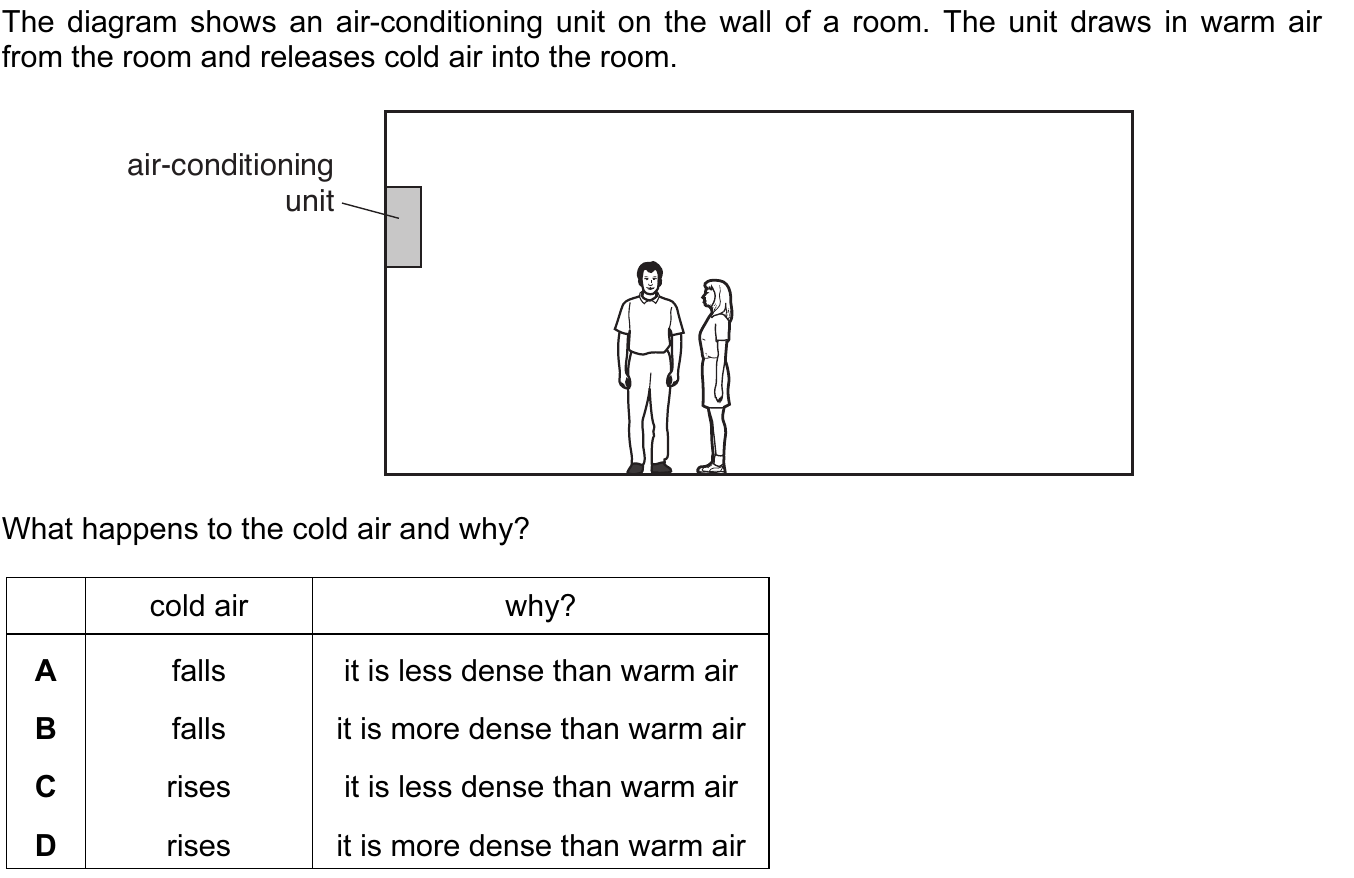 The diagram shows an air-conditioning unit on the wall of a room. The unit draws in warm air
from the room and releases cold air into the room.
air-conditioning
unit
What happens to the cold air and why?
cold air why?
A falls it is less dense than warm air
B falls it is more dense than warm air
C rises it is less dense than warm air
D rises it is more dense than warm air